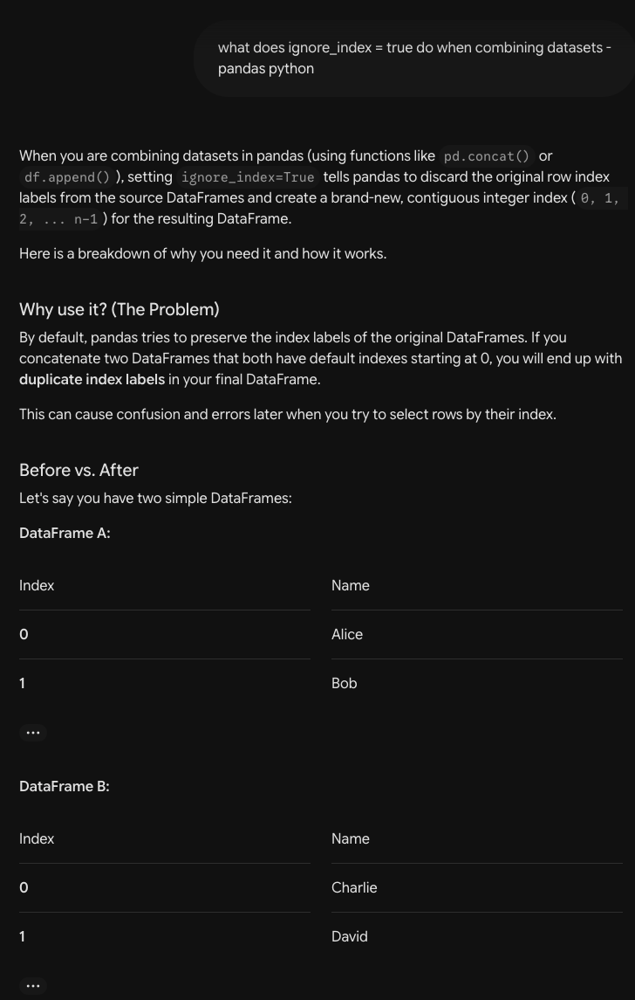 what does ignore_index = true do when combining datasets -
pandas python
When you are combining datasets in pandas (using functions like pd.concat() or
df.append() ), setting ignore_index=True tells pandas to discard the original row index
labels from the source DataFrames and create a brand-new, contiguous integer index ( 0, 1,
2, ... n-1 ) for the resulting DataFrame.
Here is a breakdown of why you need it and how it works.
Why use it? (The Problem)
By default, pandas tries to preserve the index labels of the original DataFrames. If you
concatenate two DataFrames that both have default indexes starting at 0, you will end up with
duplicate index labels in your final DataFrame.
This can cause confusion and errors later when you try to select rows by their index.
Before vs. After
Let's say you have two simple DataFrames:
DataFrame A:
Index Name
0 Alice
1 Bob
...
DataFrame B:
Index Name
0 Charlie
1 David
...